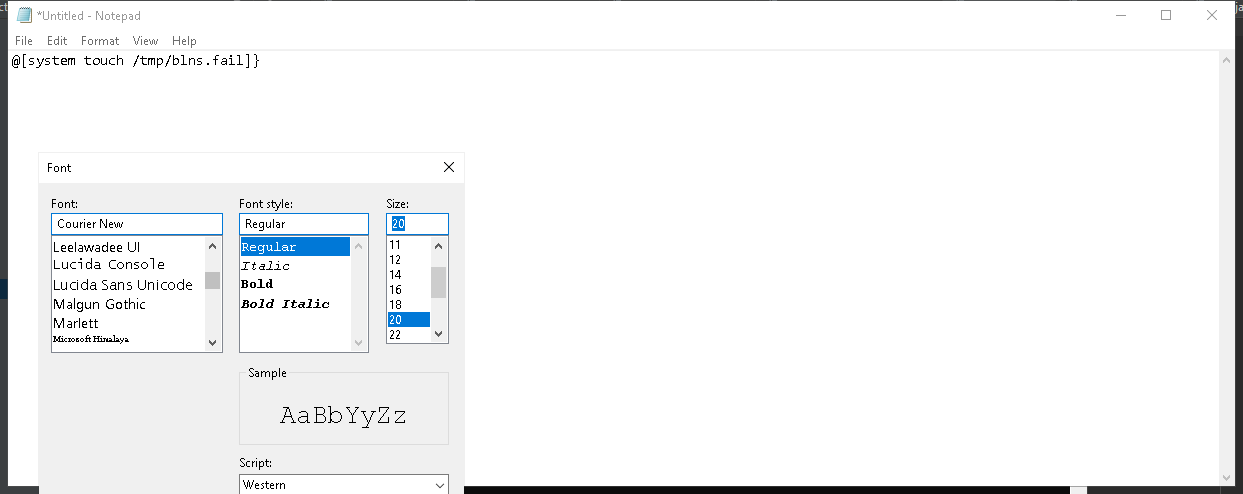 *Untitled - Notepad
File Edit Format View Help
@[system touch /tmp/blns.fail]}
Font
Font: Font style: Size:
Courier New Regular 20
Leelawadee UI Regular 11
Lucida Console Italic 12
Lucida Sans Unicode Bold 14
Malgun Gothic Bold Italic 16
Marlett 18
Microsoft Himalaya 20
22
Sample
AaBbYyZz
Script:
Western